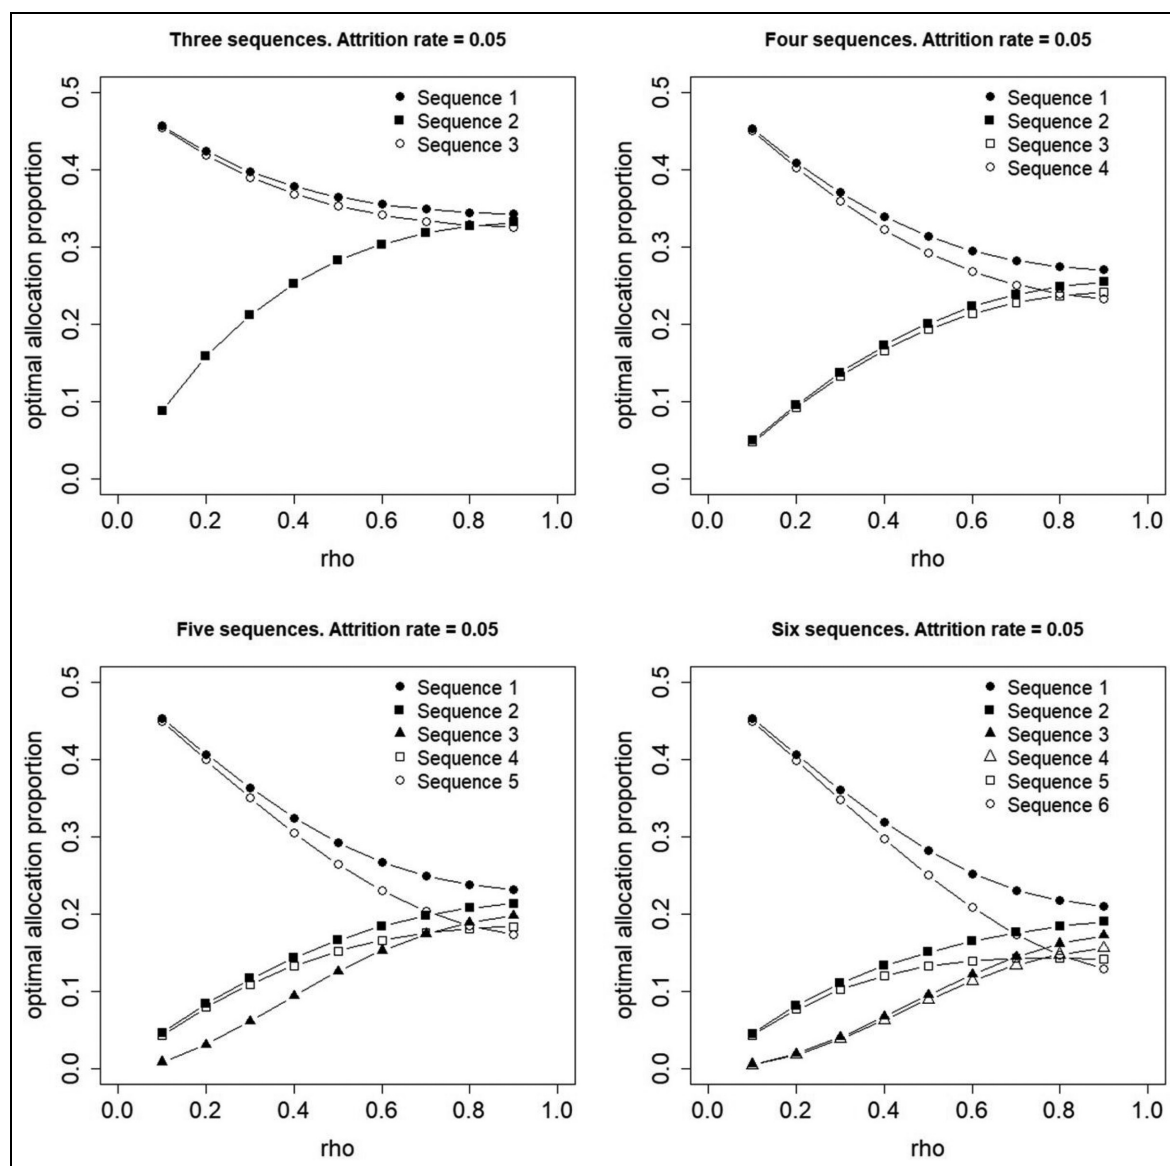 Three sequences. Attrition rate = 0.05
0.5
0.4
0.3
0.2
0.1
0.0
optimal allocation proportion
Sequence 1
Sequence 2
Sequence 3
0.0 0.2 0.4 0.6 0.8 1.0
rho
Four sequences. Attrition rate = 0.05
0.5
0.4
0.3
0.2
0.1
0.0
optimal allocation proportion
Sequence 1
Sequence 2
Sequence 3
Sequence 4
0.0 0.2 0.4 0.6 0.8 1.0
rho
Five sequences. Attrition rate = 0.05
0.5
0.4
0.3
0.2
0.1
0.0
optimal allocation proportion
Sequence 1
Sequence 2
Sequence 3
Sequence 4
Sequence 5
0.0 0.2 0.4 0.6 0.8 1.0
rho
Six sequences. Attrition rate = 0.05
0.5
0.4
0.3
0.2
0.1
0.0
optimal allocation proportion
Sequence 1
Sequence 2
Sequence 3
Sequence 4
Sequence 5
Sequence 6
0.0 0.2 0.4 0.6 0.8 1.0
rho